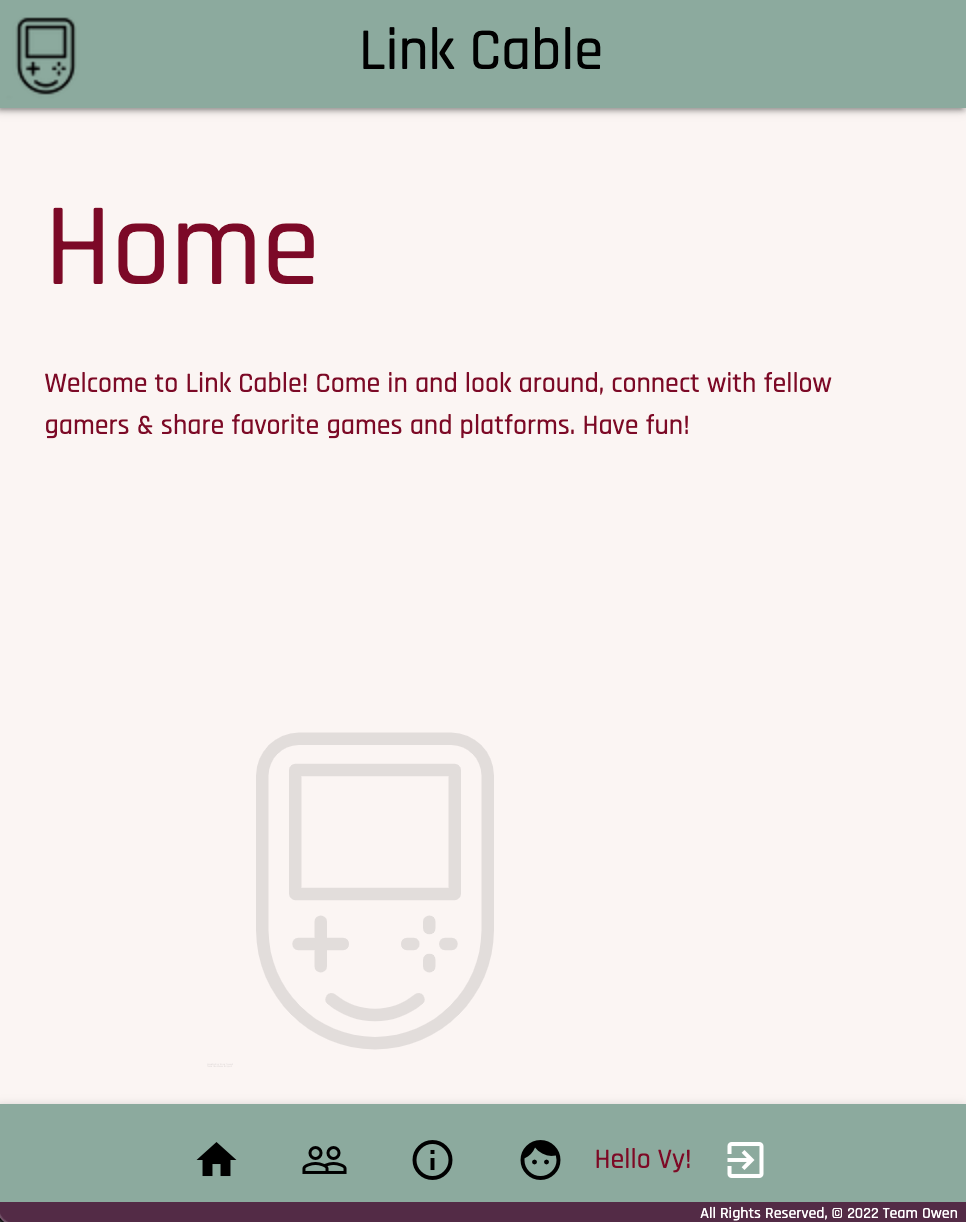 Link Cable
Home
Welcome to Link Cable! Come in and look around, connect with fellow
gamers & share favorite games and platforms. Have fun!
Hello Vy!
All Rights Reserved, © 2022 Team Owen